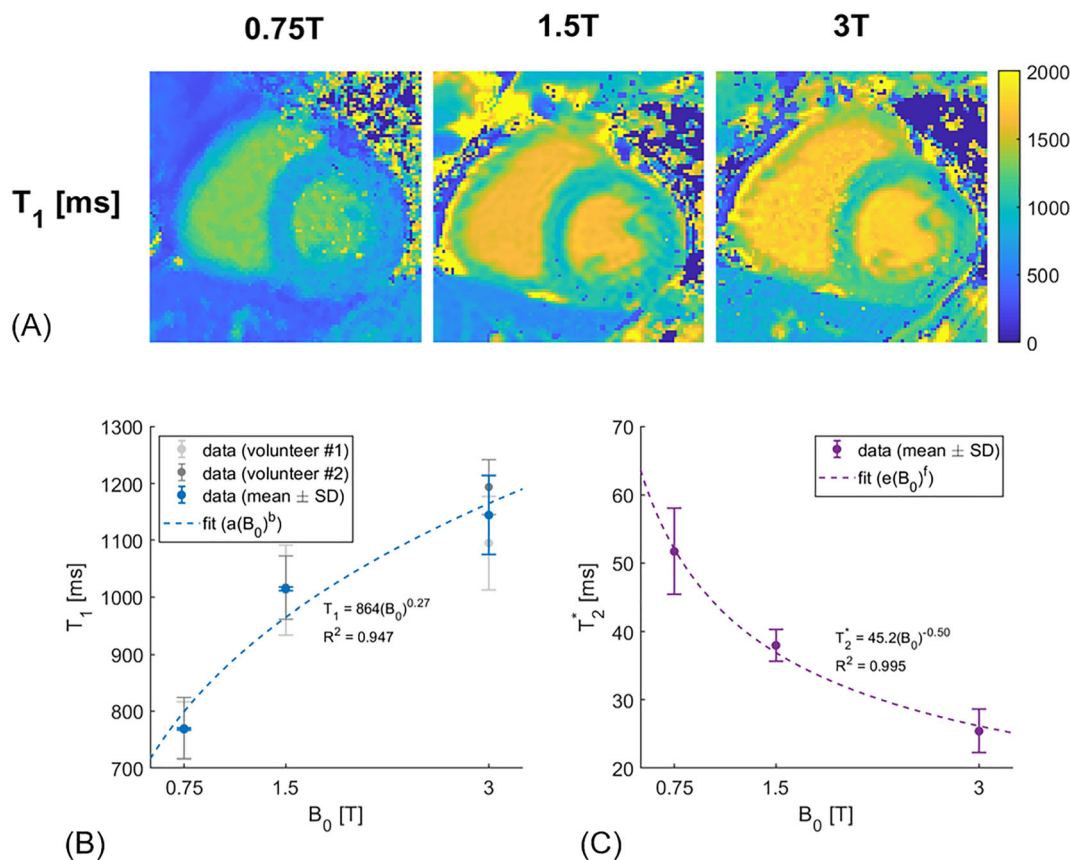 0.75T 1.5T 3T
T1 [ms]
2000
1500
1000
500
0
(A)
1300
1200
1100
1000
900
800
700
T1 [ms]
data (volunteer #1)
data (volunteer #2)
data (mean ± SD)
fit (a(B0)^b)
T1 = 864(B0)^0.27
R² = 0.947
0.75 1.5 3
B0 [T]
(B)
70
60
50
40
30
20
T2* [ms]
data (mean ± SD)
fit (e(B0)^f)
T2* = 45.2(B0)^-0.50
R² = 0.995
0.75 1.5 3
B0 [T]
(C)